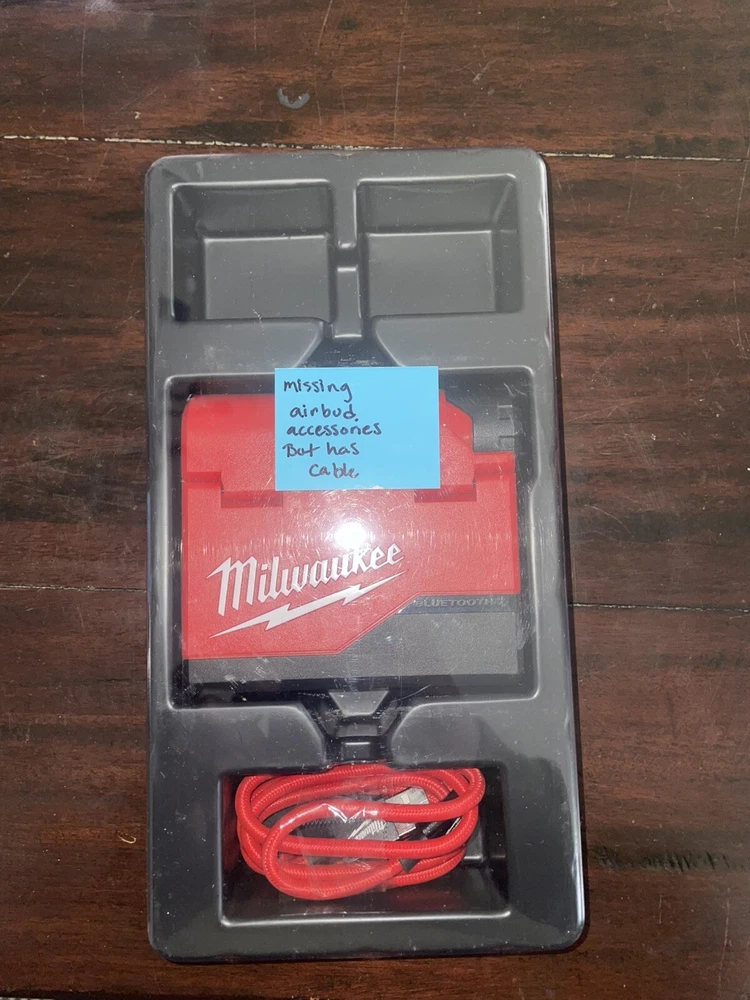 missing
airbud
accessories
But has
cable
Milwaukee
BLUETOOTH